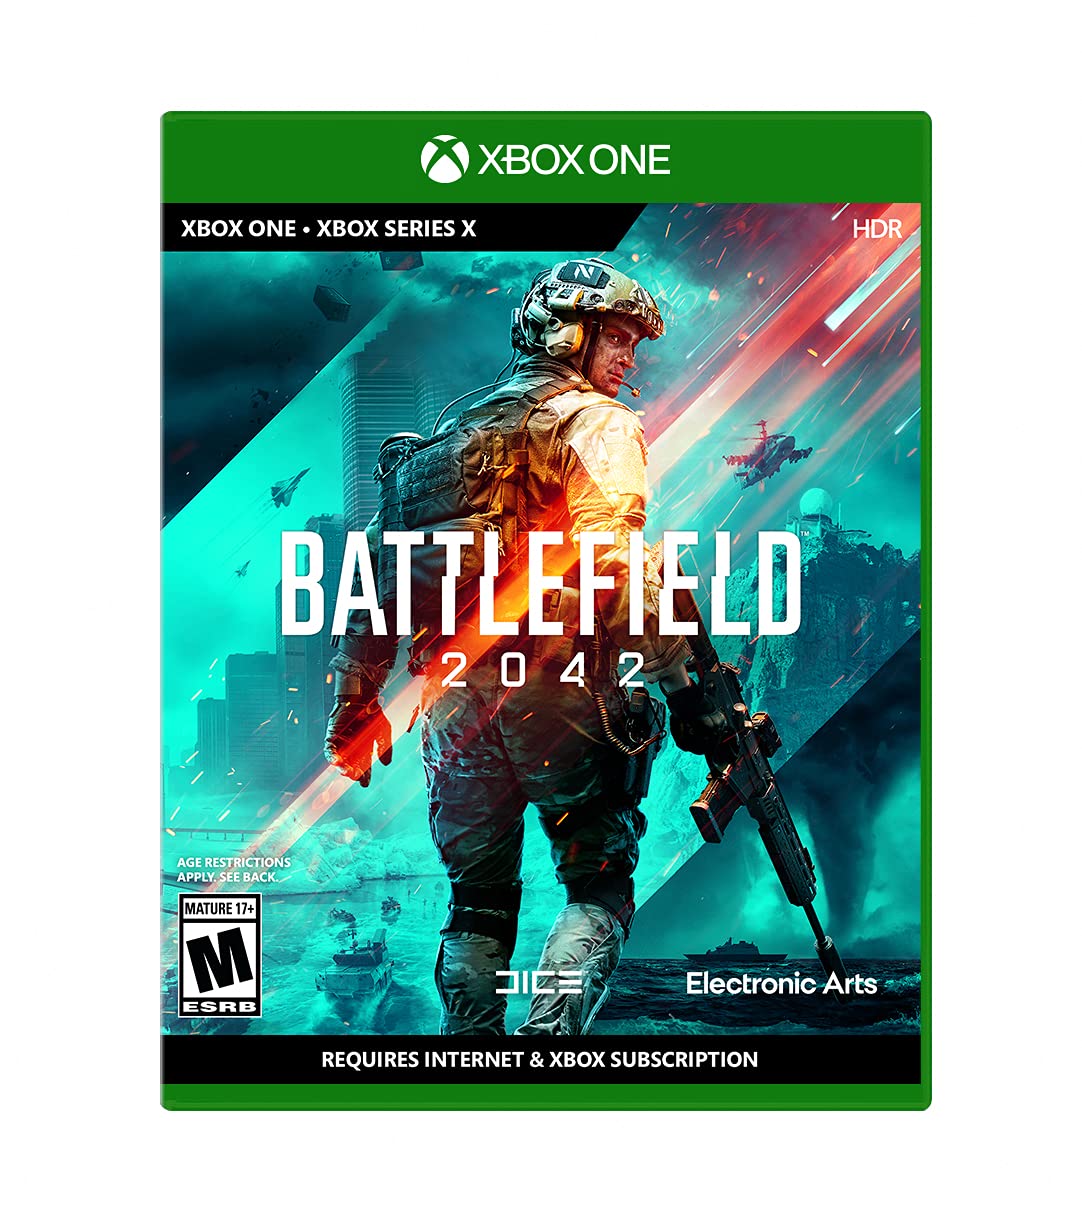 XBOX ONE
XBOX ONE • XBOX SERIES X
HDR
BATTLEFIELD™
2042
AGE RESTRICTIONS
APPLY. SEE BACK.
MATURE 17+
M
ESRB
DICE
Electronic Arts
REQUIRES INTERNET & XBOX SUBSCRIPTION